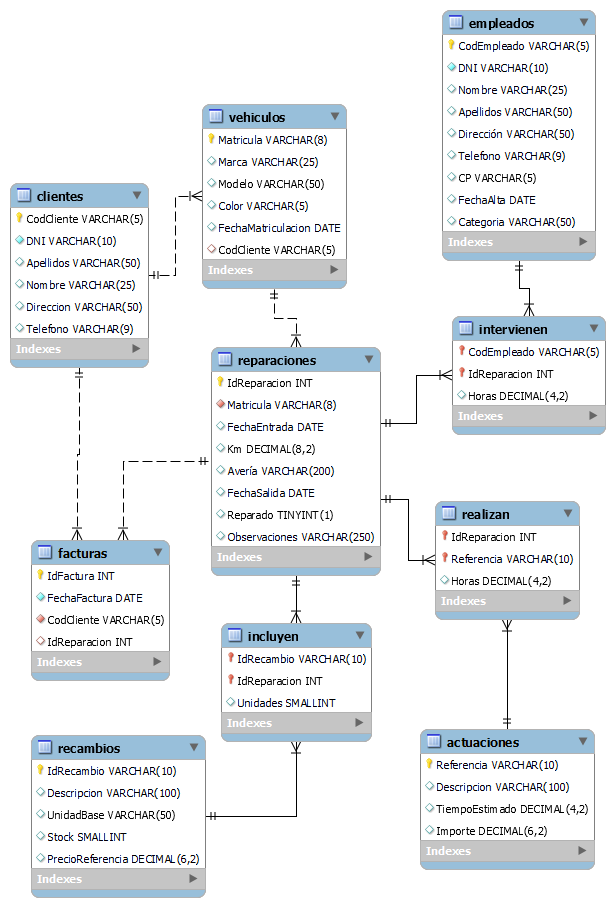 empleados
CodEmpleado VARCHAR(5)
DNI VARCHAR(10)
Nombre VARCHAR(25)
Apellidos VARCHAR(50)
Dirección VARCHAR(50)
Telefono VARCHAR(9)
CP VARCHAR(5)
FechaAlta DATE
Categoria VARCHAR(50)
Indexes
vehiculos
Matricula VARCHAR(8)
Marca VARCHAR(25)
Modelo VARCHAR(50)
Color VARCHAR(5)
FechaMatriculacion DATE
CodCliente VARCHAR(5)
Indexes
clientes
CodCliente VARCHAR(5)
DNI VARCHAR(10)
Apellidos VARCHAR(50)
Nombre VARCHAR(25)
Direccion VARCHAR(50)
Telefono VARCHAR(9)
Indexes
intervienen
CodEmpleado VARCHAR(5)
IdReparacion INT
Horas DECIMAL(4,2)
Indexes
reparaciones
IdReparacion INT
Matricula VARCHAR(8)
FechaEntrada DATE
Km DECIMAL(8,2)
Avería VARCHAR(200)
FechaSalida DATE
Reparado TINYINT(1)
Observaciones VARCHAR(250)
Indexes
realizan
IdReparacion INT
Referencia VARCHAR(10)
Horas DECIMAL(4,2)
Indexes
facturas
IdFactura INT
FechaFactura DATE
CodCliente VARCHAR(5)
IdReparacion INT
Indexes
incluyen
IdRecambio VARCHAR(10)
IdReparacion INT
Unidades SMALLINT
Indexes
recambios
IdRecambio VARCHAR(10)
Descripcion VARCHAR(100)
UnidadBase VARCHAR(50)
Stock SMALLINT
PrecioReferencia DECIMAL(6,2)
Indexes
actuaciones
Referencia VARCHAR(10)
Descripcion VARCHAR(100)
TiempoEstimado DECIMAL(4,2)
Importe DECIMAL(6,2)
Indexes